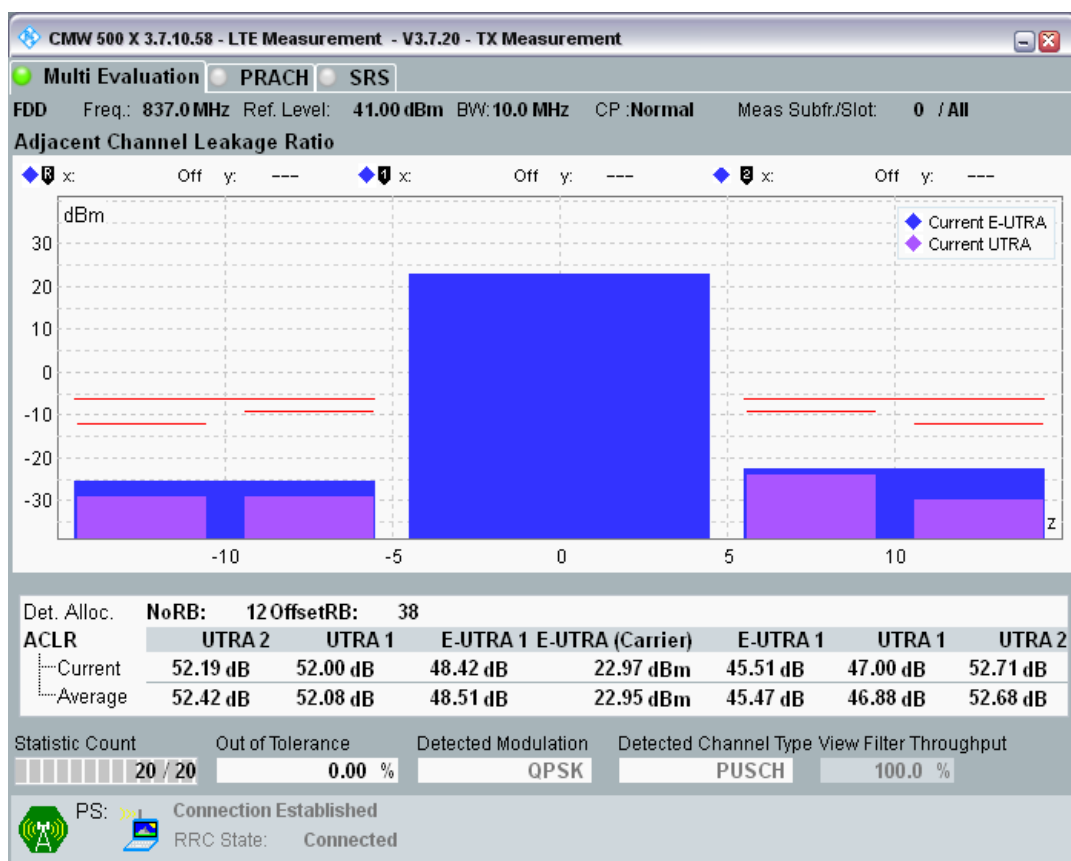 CMW 500 X 3.7.10.58 - LTE Measurement - V3.7.20 - TX Measurement
Multi Evaluation PRACH SRS
FDD Freq.: 837.0 MHz Ref. Level: 41.00 dBm BW: 10.0 MHz CP :Normal Meas Subfr./Slot: 0 / All
Adjacent Channel Leakage Ratio
R x: Off y: --- 1 x: Off y: --- 2 x: Off y: ---
dBm
Current E-UTRA
Current UTRA
30
20
10
0
-10
-20
-30
z
-10 -5 0 5 10
Det. Alloc. NoRB: 12 OffsetRB: 38
ACLR UTRA 2 UTRA 1 E-UTRA 1 E-UTRA (Carrier) E-UTRA 1 UTRA 1 UTRA 2
Current 52.19 dB 52.00 dB 48.42 dB 22.97 dBm 45.51 dB 47.00 dB 52.71 dB
Average 52.42 dB 52.08 dB 48.51 dB 22.95 dBm 45.47 dB 46.88 dB 52.68 dB
Statistic Count Out of Tolerance Detected Modulation Detected Channel Type View Filter Throughput
20 / 20 0.00 % QPSK PUSCH 100.0 %
PS: Connection Established
RRC State: Connected